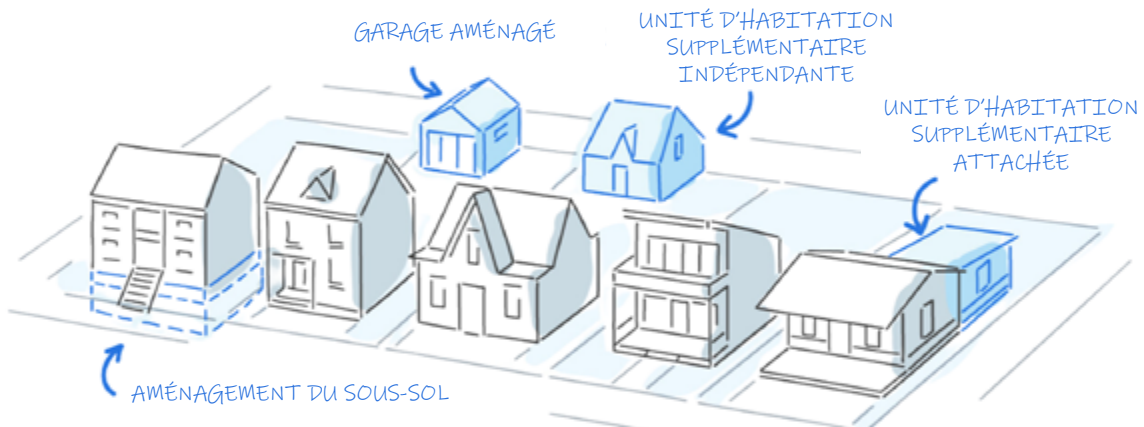 GARAGE AMÉNAGÉ
UNITÉ D'HABITATION
SUPPLÉMENTAIRE
INDÉPENDANTE
UNITÉ D'HABITATION
SUPPLÉMENTAIRE
ATTACHÉE
AMÉNAGEMENT DU SOUS-SOL